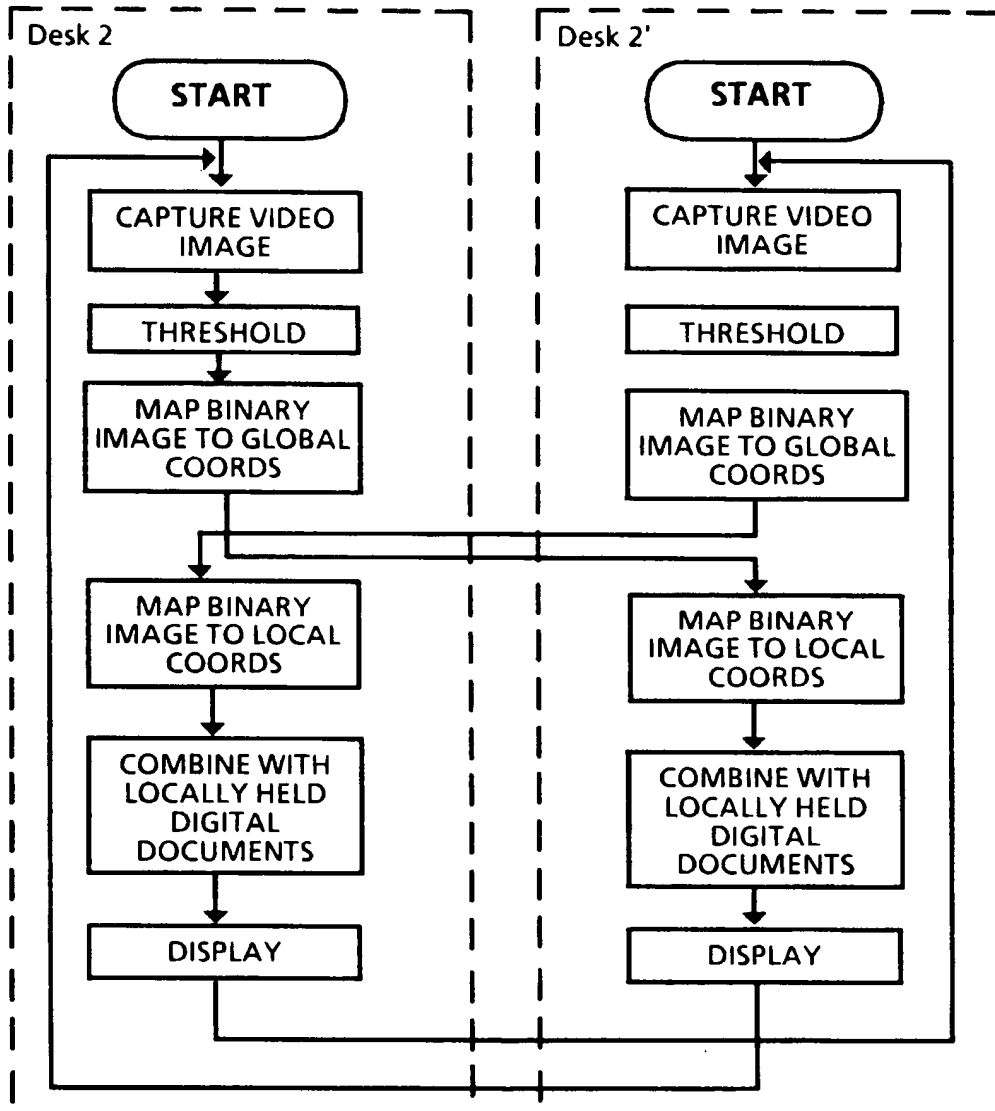 Desk 2
START
CAPTURE VIDEO
IMAGE
THRESHOLD
MAP BINARY
IMAGE TO GLOBAL
COORDS
MAP BINARY
IMAGE TO LOCAL
COORDS
COMBINE WITH
LOCALLY HELD
DIGITAL
DOCUMENTS
DISPLAY
Desk 2'
START
CAPTURE VIDEO
IMAGE
THRESHOLD
MAP BINARY
IMAGE TO GLOBAL
COORDS
MAP BINARY
IMAGE TO LOCAL
COORDS
COMBINE WITH
LOCALLY HELD
DIGITAL
DOCUMENTS
DISPLAY